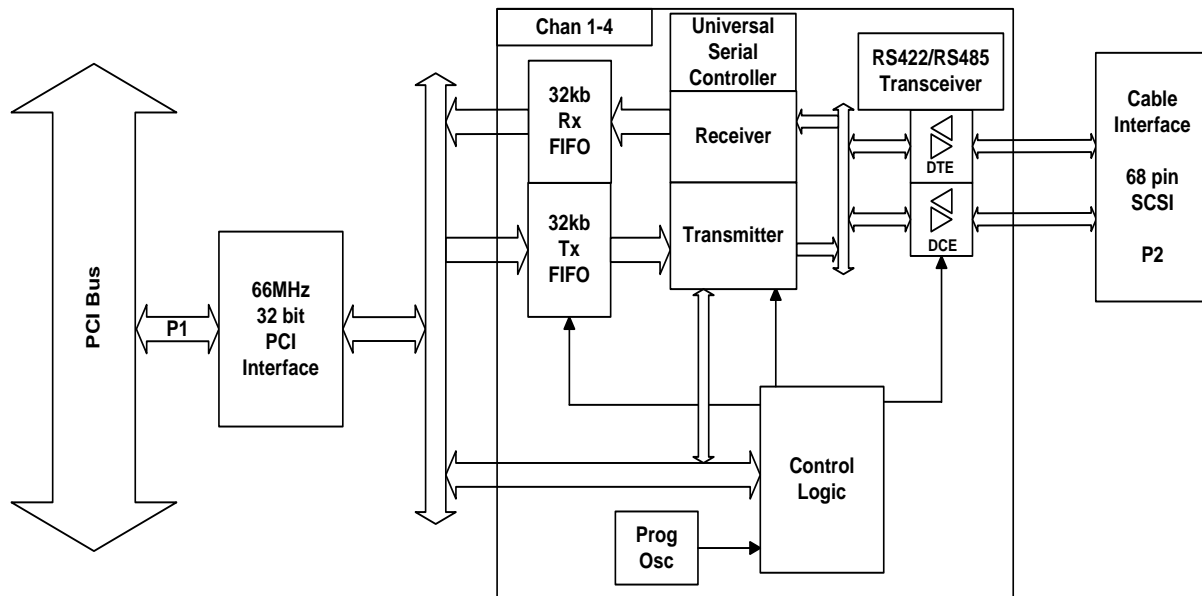 PCI Bus
P1
66MHz
32 bit
PCI
Interface
Chan 1-4
32kb
Rx
FIFO
32kb
Tx
FIFO
Universal
Serial
Controller
Receiver
Transmitter
RS422/RS485
Transceiver
DTE
DCE
Control
Logic
Prog
Osc
Cable
Interface
68 pin
SCSI
P2